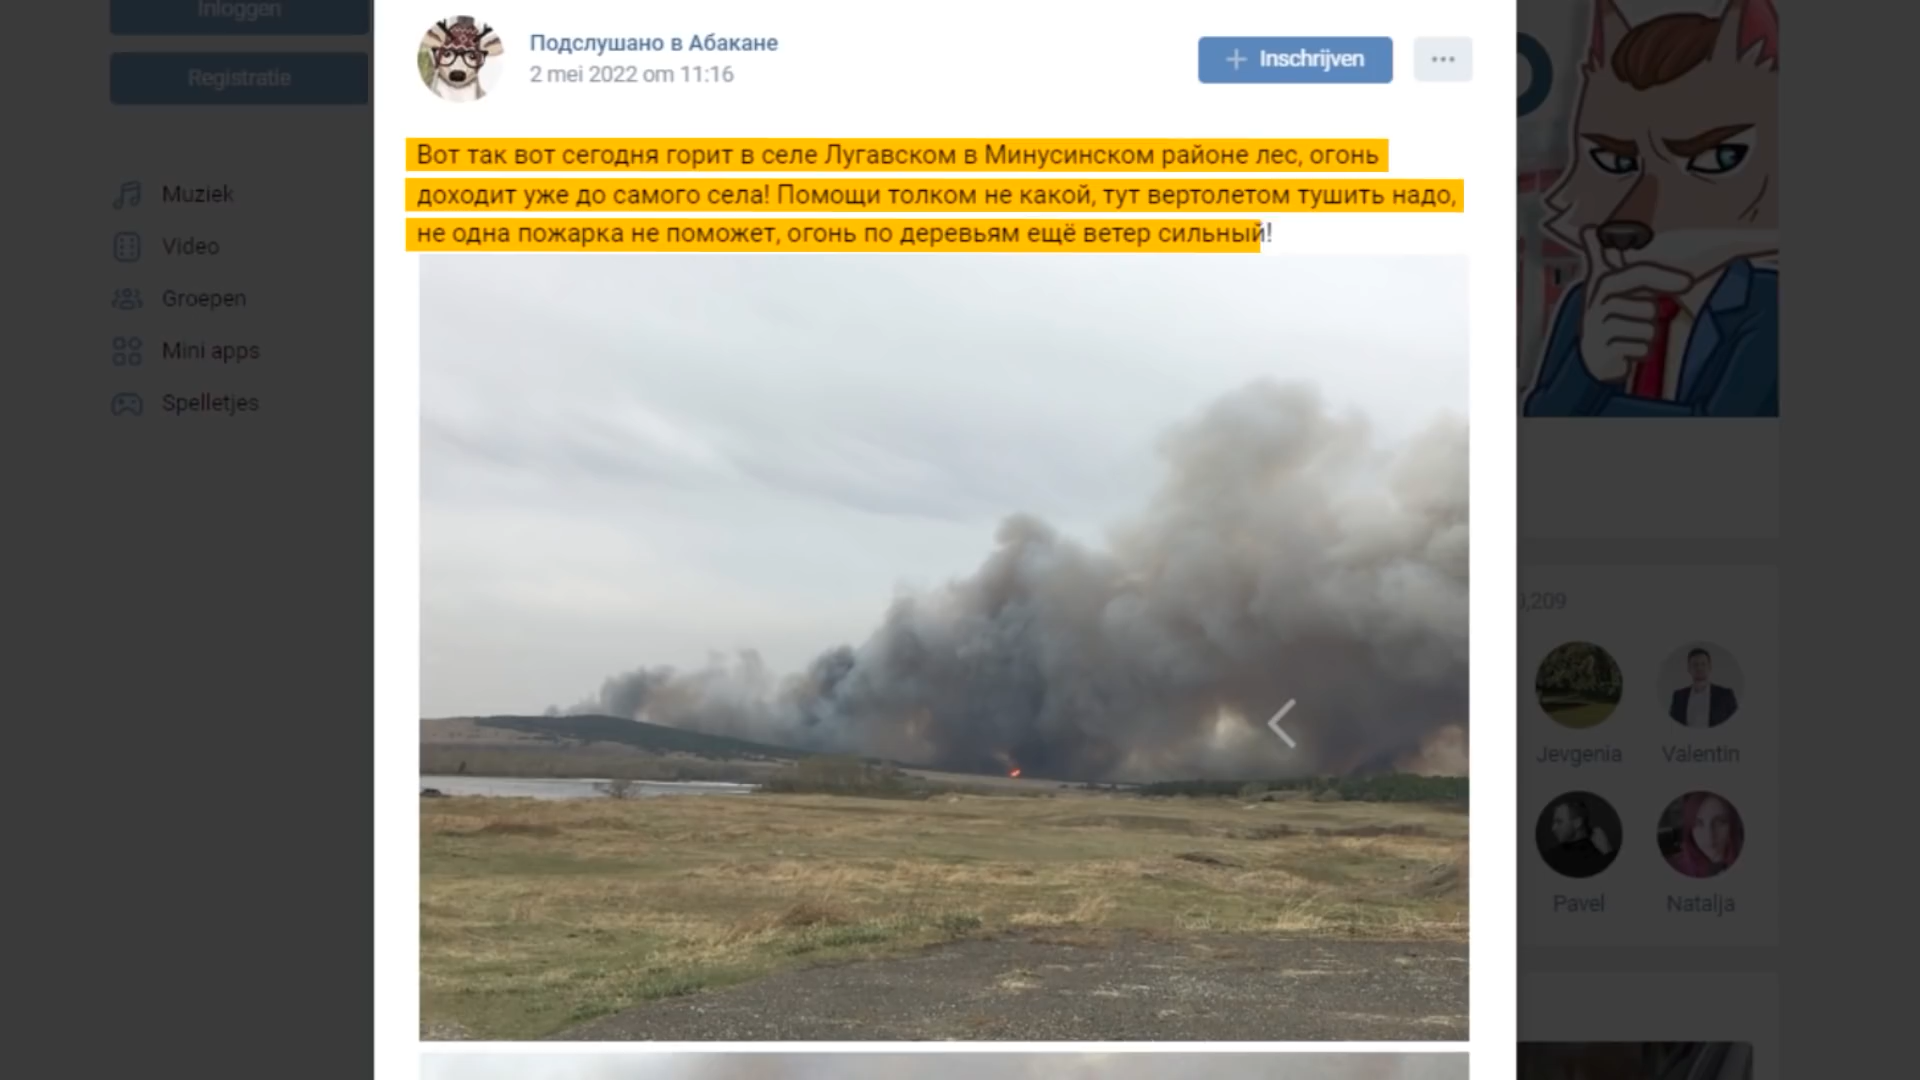 Inloggen
Registratie
Muziek
Video
Groepen
Mini apps
Spelletjes
Подслушано в Абакане
2 mei 2022 om 11:16
Inschrijven
Вот так вот сегодня горит в селе Лугавском в Минусинском районе лес, огонь
доходит уже до самого села! Помощи толком не какой, тут вертолетом тушить надо,
не одна пожарка не поможет, огонь по деревьям ещё ветер сильный!
Jevgenia
Valentin
Pavel
Natalja